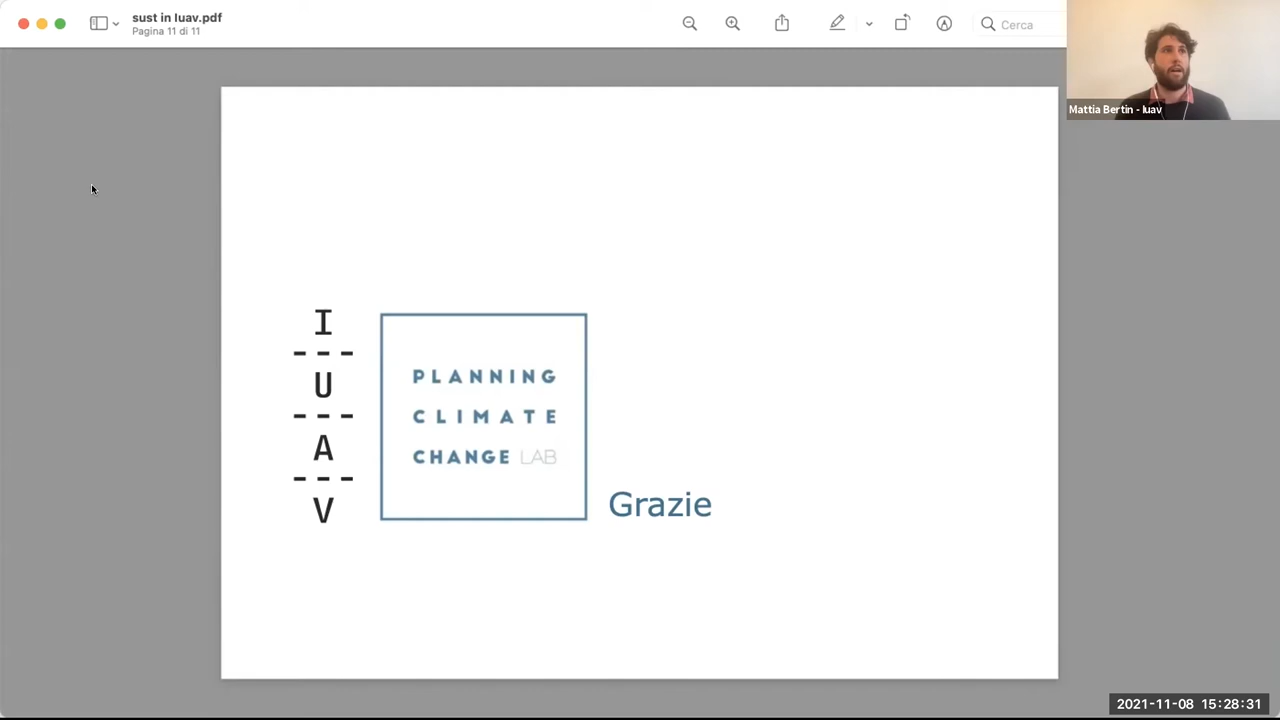 sust in Iuav.pdf
Pagina 11 di 11
Cerca
Mattia Bertin - Iuav
I
U
A
V
PLANNING
CLIMATE
CHANGE LAB
Grazie
2021-11-08 15:28:31